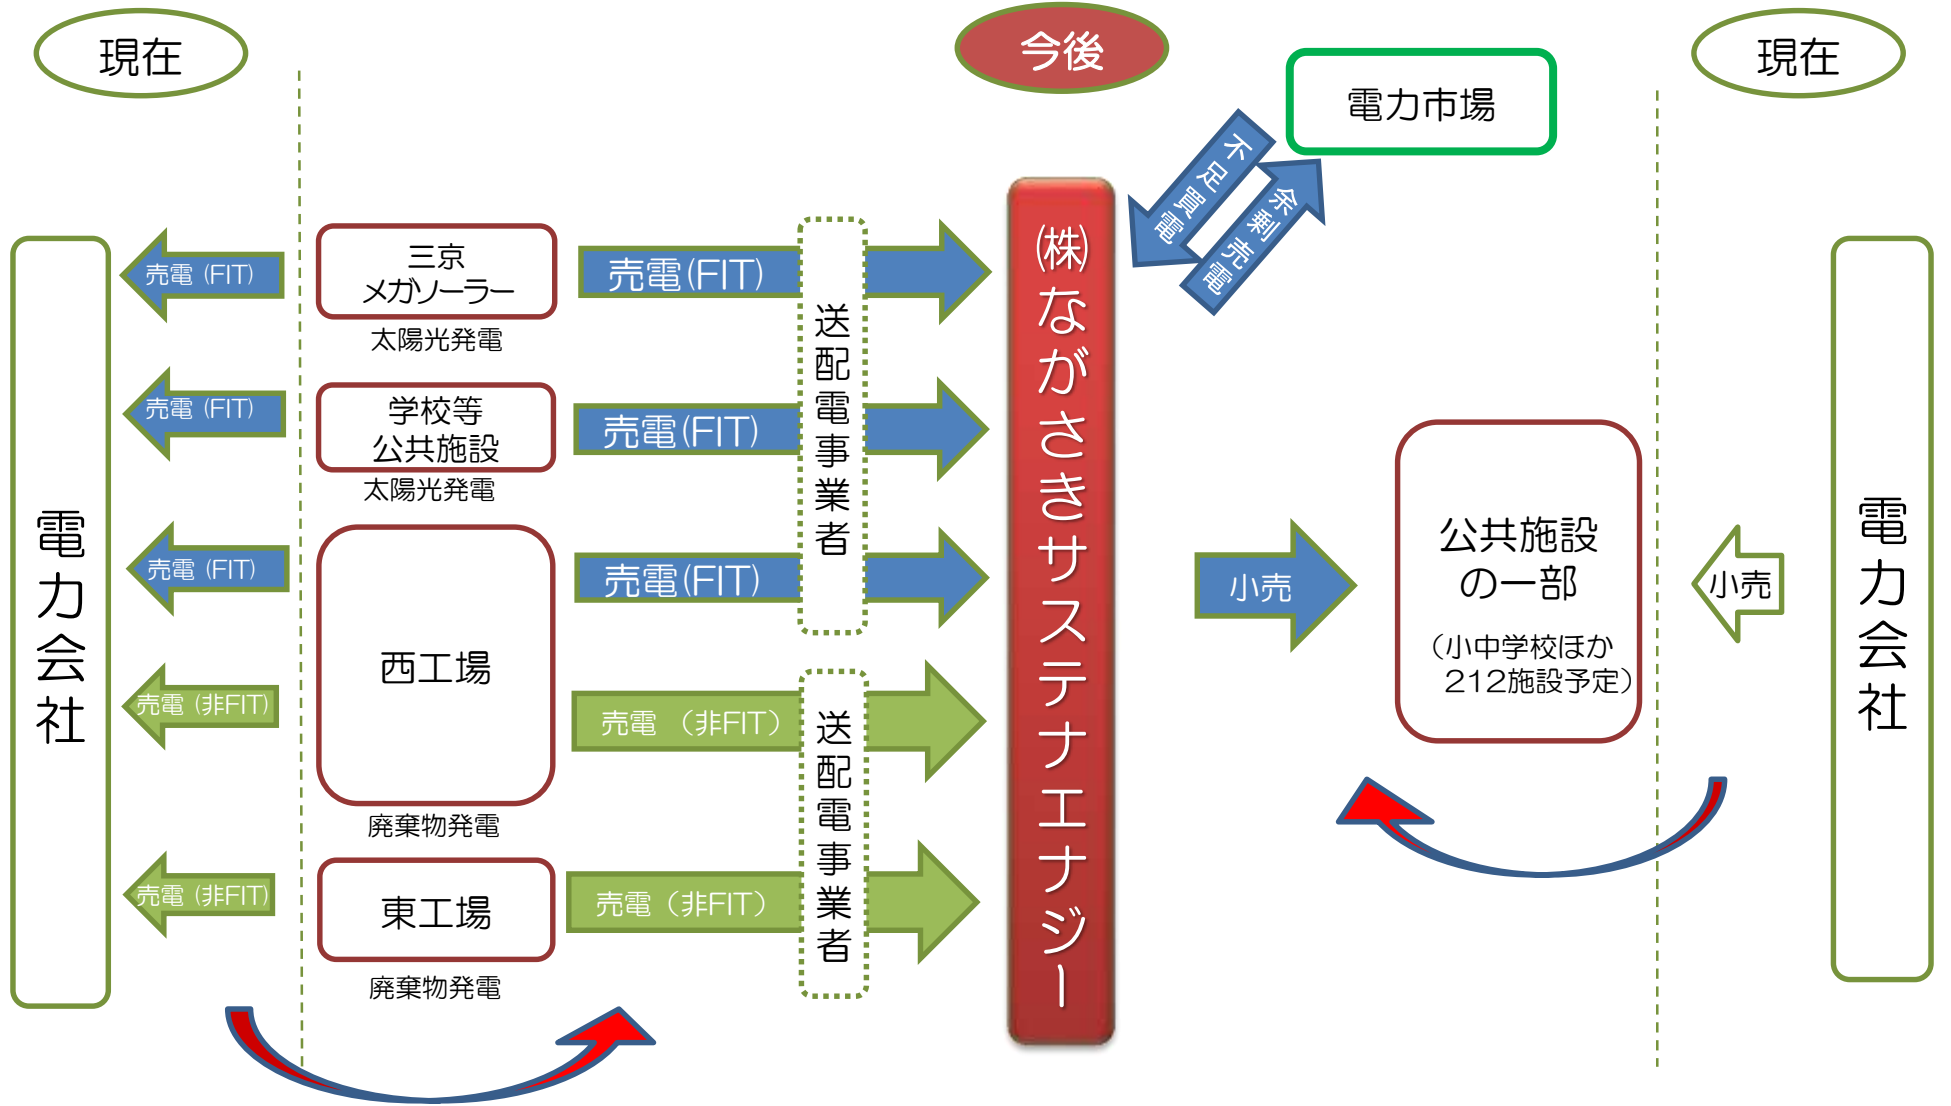 現在
今後
現在
電力市場
不足買電
余剰売電
電力会社
売電 (FIT)
売電 (FIT)
売電 (FIT)
売電 (非FIT)
売電 (非FIT)
三京
メガソーラー
太陽光発電
学校等
公共施設
太陽光発電
西工場
廃棄物発電
東工場
廃棄物発電
売電(FIT)
売電(FIT)
売電(FIT)
売電 （非FIT）
売電（非FIT）
送配電事業者
送配電事業者
㈱ながさきサステナエナジー
小売
公共施設
の一部
（小中学校ほか
212施設予定）
小売
電力会社